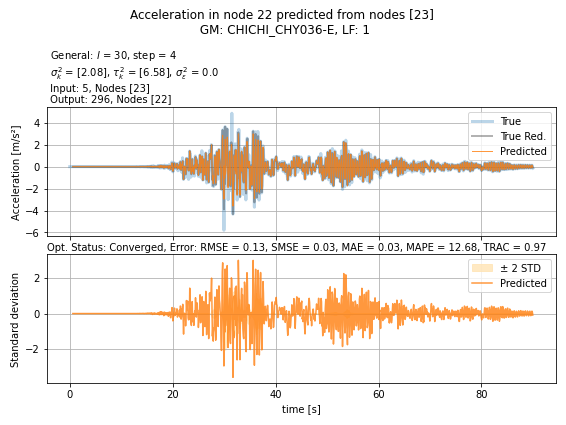 Acceleration in node 22 predicted from nodes [23]
GM: CHICHI_CHY036-E, LF: 1
General: l = 30, step = 4
σ²ₖ = [2.08], τ²ₖ = [6.58], σ²ε = 0.0
Input: 5, Nodes [23]
Output: 296, Nodes [22]
4
2
0
−2
−4
−6
Acceleration [m/s²]
True
True Red.
Predicted
Opt. Status: Converged, Error: RMSE = 0.13, SMSE = 0.03, MAE = 0.03, MAPE = 12.68, TRAC = 0.97
2
0
−2
Standard deviation
± 2 STD
Predicted
0 20 40 60 80
time [s]